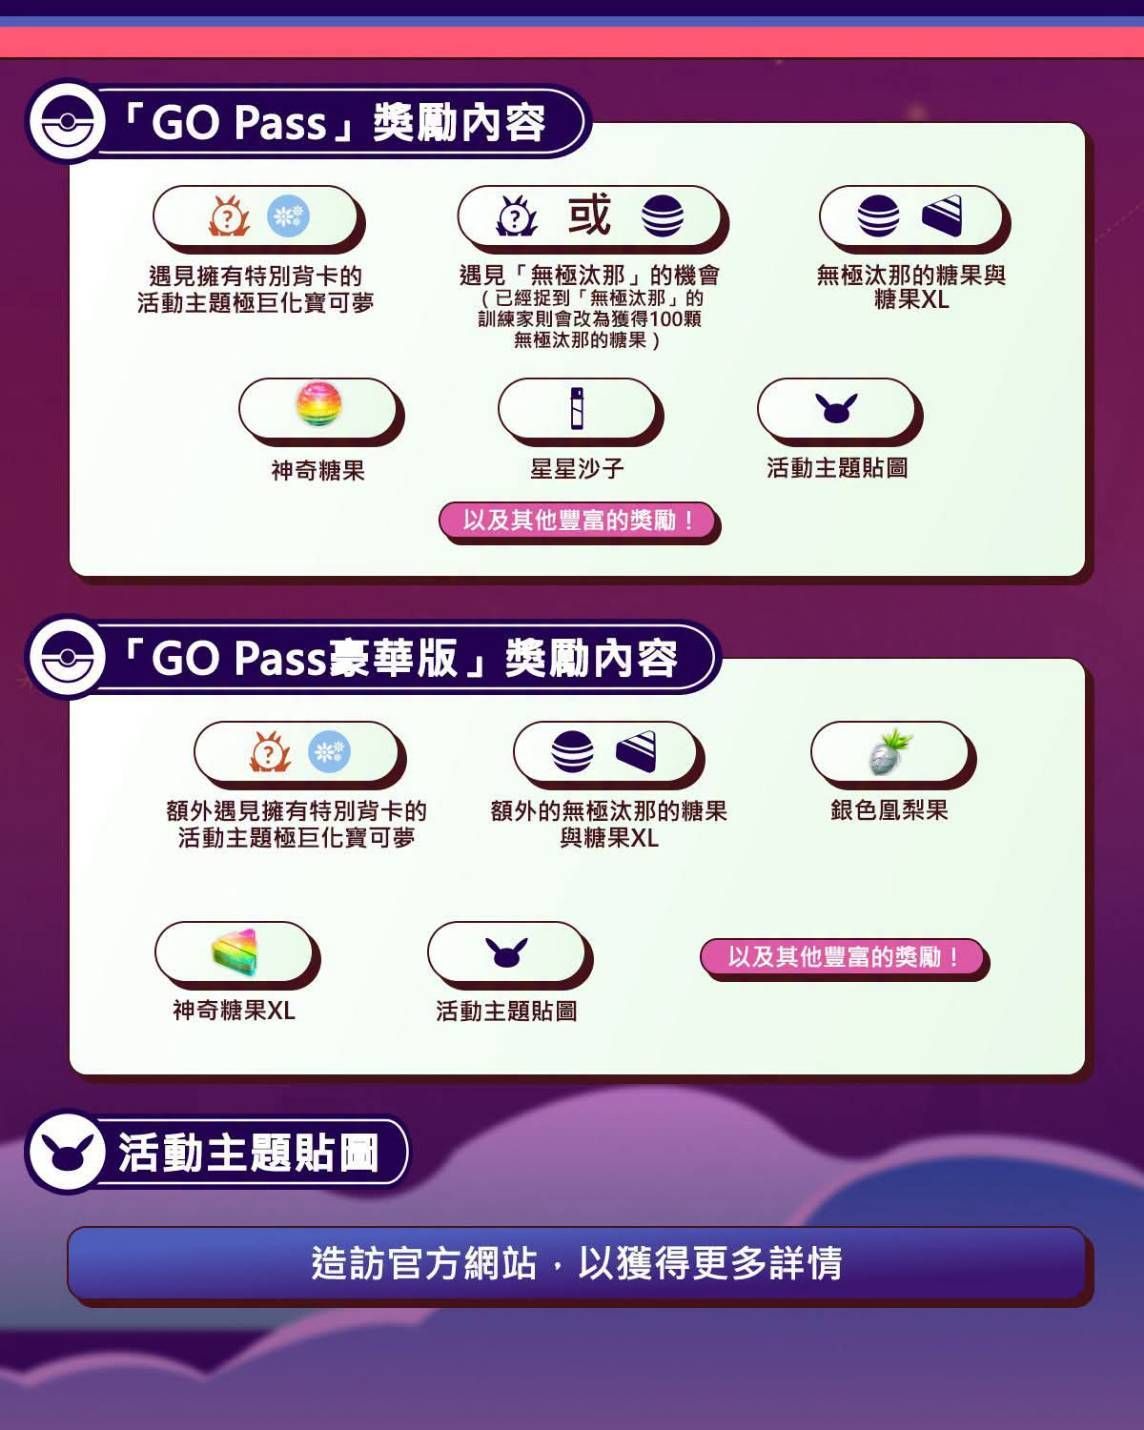 「GO Pass」獎勵內容
遇見擁有特別背卡的
活動主題極巨化寶可夢
?
?
或
遇見「無極汰那」的機會
（已經捉到「無極汰那」的
訓練家則會改為獲得100顆
無極汰那的糖果）
無極汰那的糖果與
糖果XL
神奇糖果
星星沙子
活動主題貼圖
以及其他豐富的獎勵！
「GO Pass豪華版」獎勵內容
?
額外遇見擁有特別背卡的
活動主題極巨化寶可夢
額外的無極汰那的糖果
與糖果XL
銀色凰梨果
神奇糖果XL
活動主題貼圖
以及其他豐富的獎勵！
活動主題貼圖
造訪官方網站，以獲得更多詳情